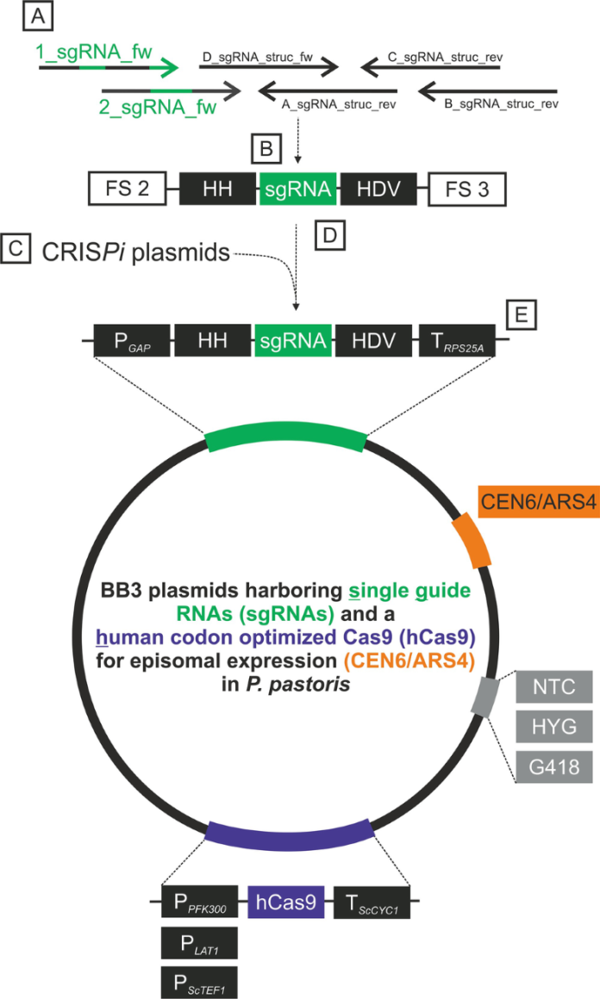 A
1_sgRNA_fw
D_sgRNA_struc_fw
C_sgRNA_struc_rev
2_sgRNA_fw
A_sgRNA_struc_rev
B_sgRNA_struc_rev
B
FS 2 HH sgRNA HDV FS 3
D
C CRISPi plasmids
E
PGAP HH sgRNA HDV TRPS25A
CEN6/ARS4
BB3 plasmids harboring single guide
RNAs (sgRNAs) and a
human codon optimized Cas9 (hCas9)
for episomal expression (CEN6/ARS4)
in P. pastoris
NTC
HYG
G418
PPFK300 hCas9 TScCYC1
PLAT1
PScTEF1